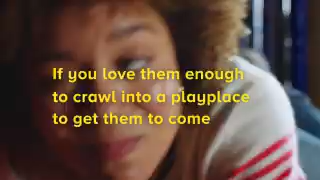 If you love them enough
to crawl into a playplace
to get them to come